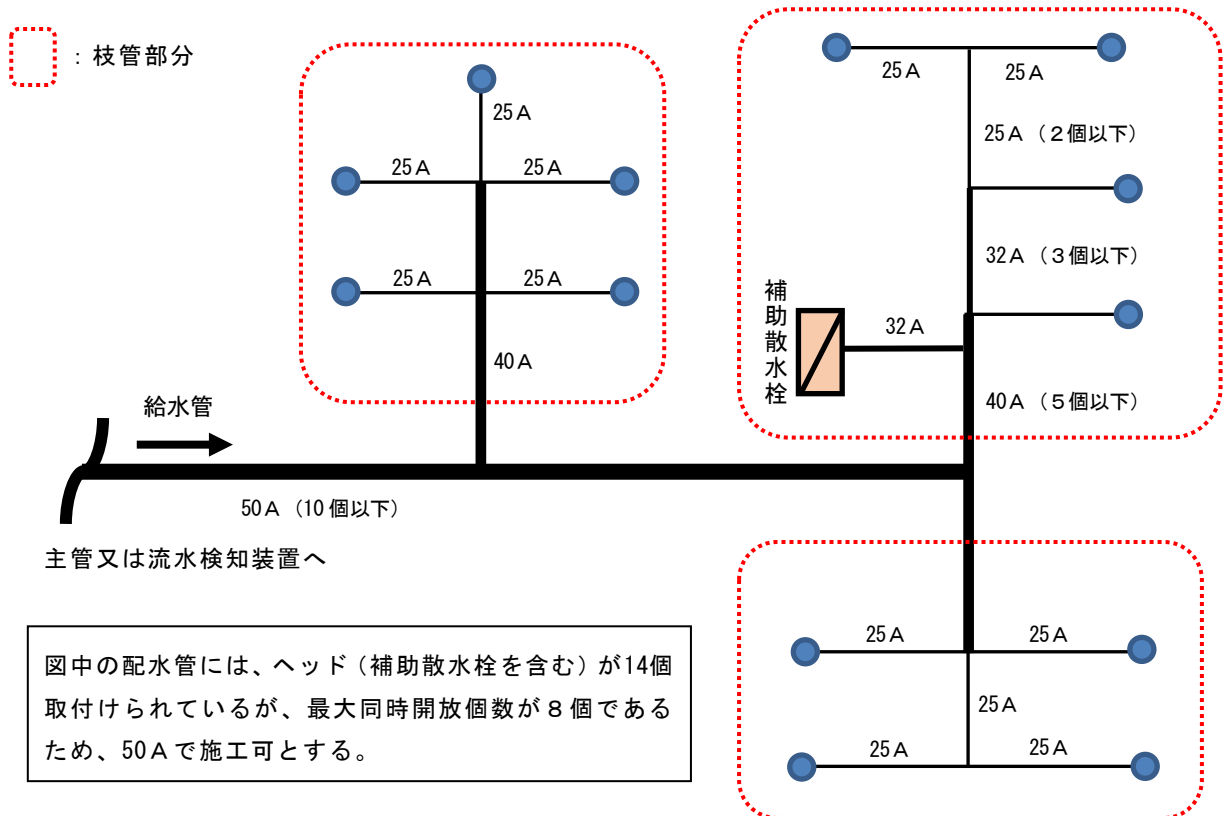 ：枝管部分
25Ａ
25Ａ
25Ａ
25Ａ
25Ａ
40Ａ
25Ａ
25Ａ
25Ａ（２個以下）
32Ａ（３個以下）
補助散水栓
32Ａ
40Ａ（５個以下）
給水管
50Ａ（10個以下）
主管又は流水検知装置へ
25Ａ
25Ａ
25Ａ
25Ａ
25Ａ
図中の配水管には、ヘッド（補助散水栓を含む）が14個
取付けられているが、最大同時開放個数が８個である
ため、50Ａで施工可とする。